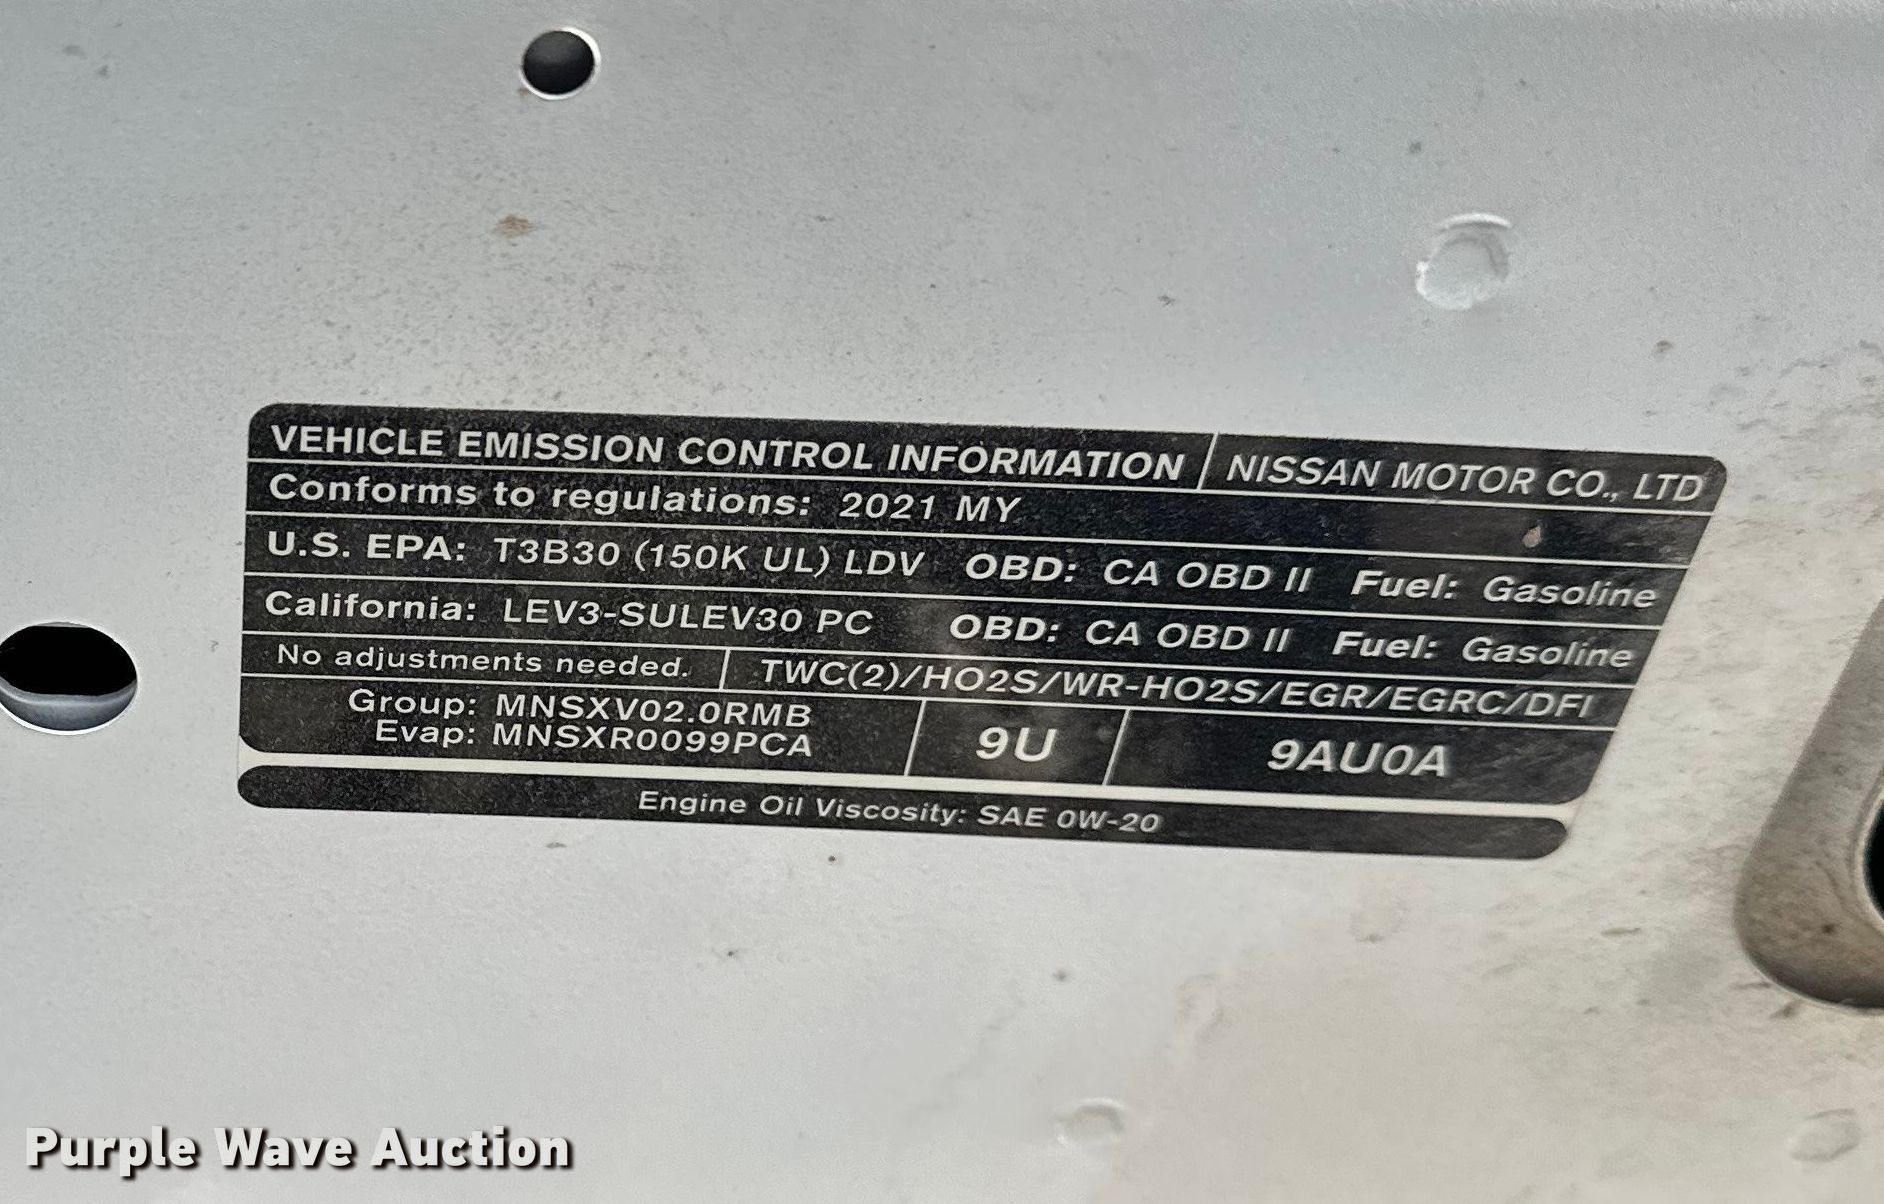 VEHICLE EMISSION CONTROL INFORMATION NISSAN MOTOR CO., LTD
Conforms to regulations: 2021 MY
U.S. EPA: T3B30 (150K UL) LDV OBD: CA OBD II Fuel: Gasoline
California: LEV3-SULEV30 PC OBD: CA OBD II Fuel: Gasoline
No adjustments needed. TWC(2)/HO2S/WR-HO2S/EGR/EGRC/DFI
Group: MNSXV02.0RMB
Evap: MNSXR0099PCA
9U
9AU0A
Engine Oil Viscosity: SAE 0W-20
Purple Wave Auction